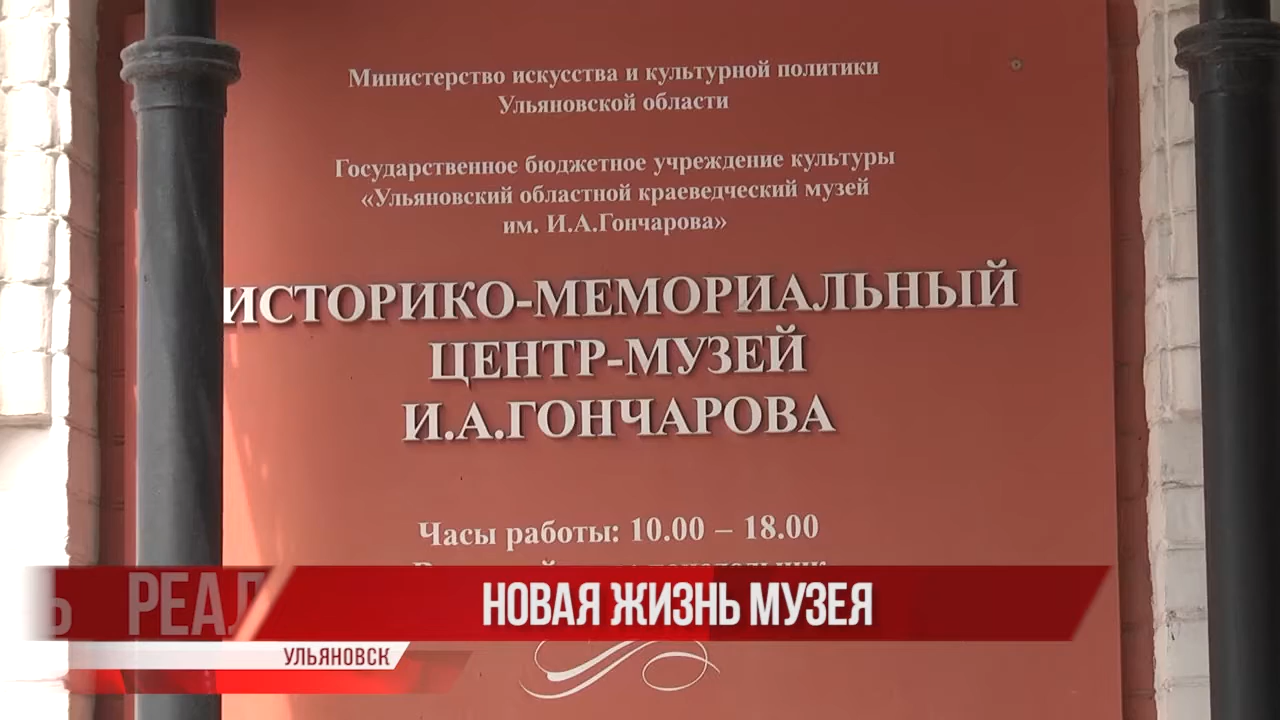 Министерство искусства и культурной политики
Ульяновской области
Государственное бюджетное учреждение культуры
«Ульяновский областной краеведческий музей
им. И.А.Гончарова»
ИСТОРИКО-МЕМОРИАЛЬНЫЙ
ЦЕНТР-МУЗЕЙ
И.А.ГОНЧАРОВА
Часы работы: 10.00 – 18.00
НОВАЯ ЖИЗНЬ МУЗЕЯ
УЛЬЯНОВСК